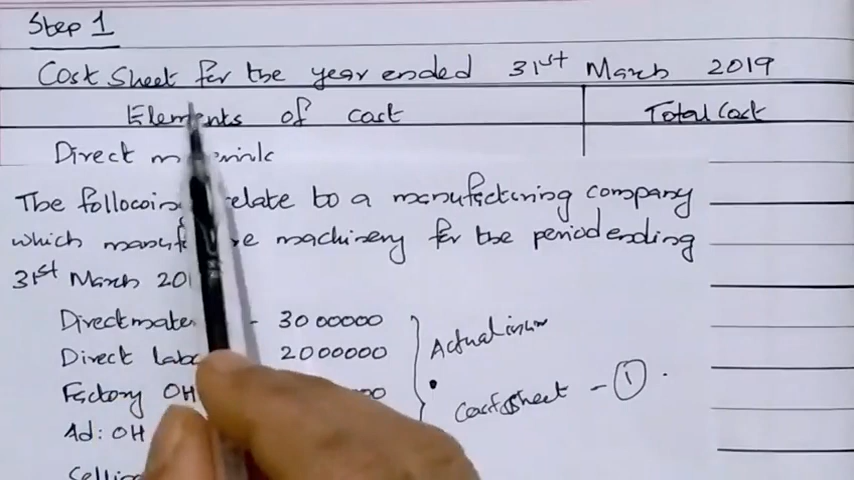 Step 1
Cost Sheet for the year ended 31st March 2019
Elements of cost Total Cost
Direct
The relate to a manufacturing company
which machinery for the period ending
31st March
- 3000000
Direct 2000000
Factory OH
Ad: OH
Actual
Cost sheet - 1